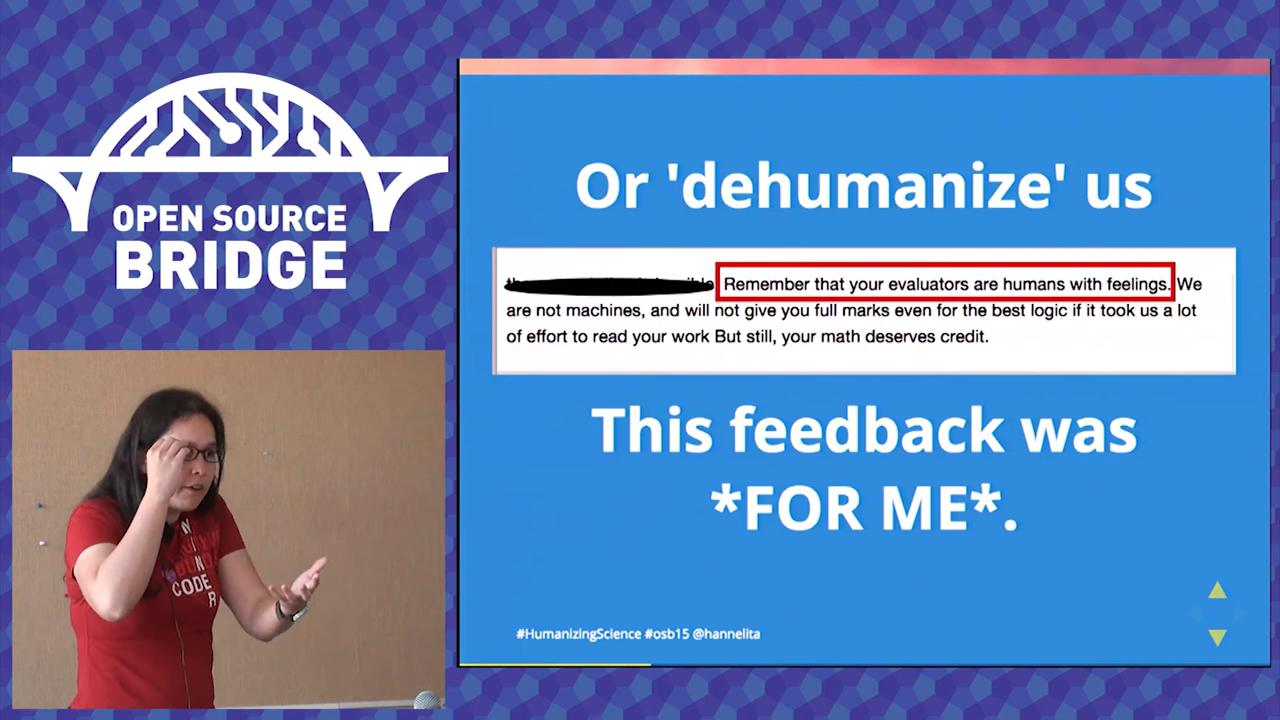 OPEN SOURCE
BRIDGE
Or 'dehumanize' us
Remember that your evaluators are humans with feelings. We
are not machines, and will not give you full marks even for the best logic if it took us a lot
of effort to read your work But still, your math deserves credit.
This feedback was
*FOR ME*.
#HumanizingScience #osb15 @hannelita
CODE
R